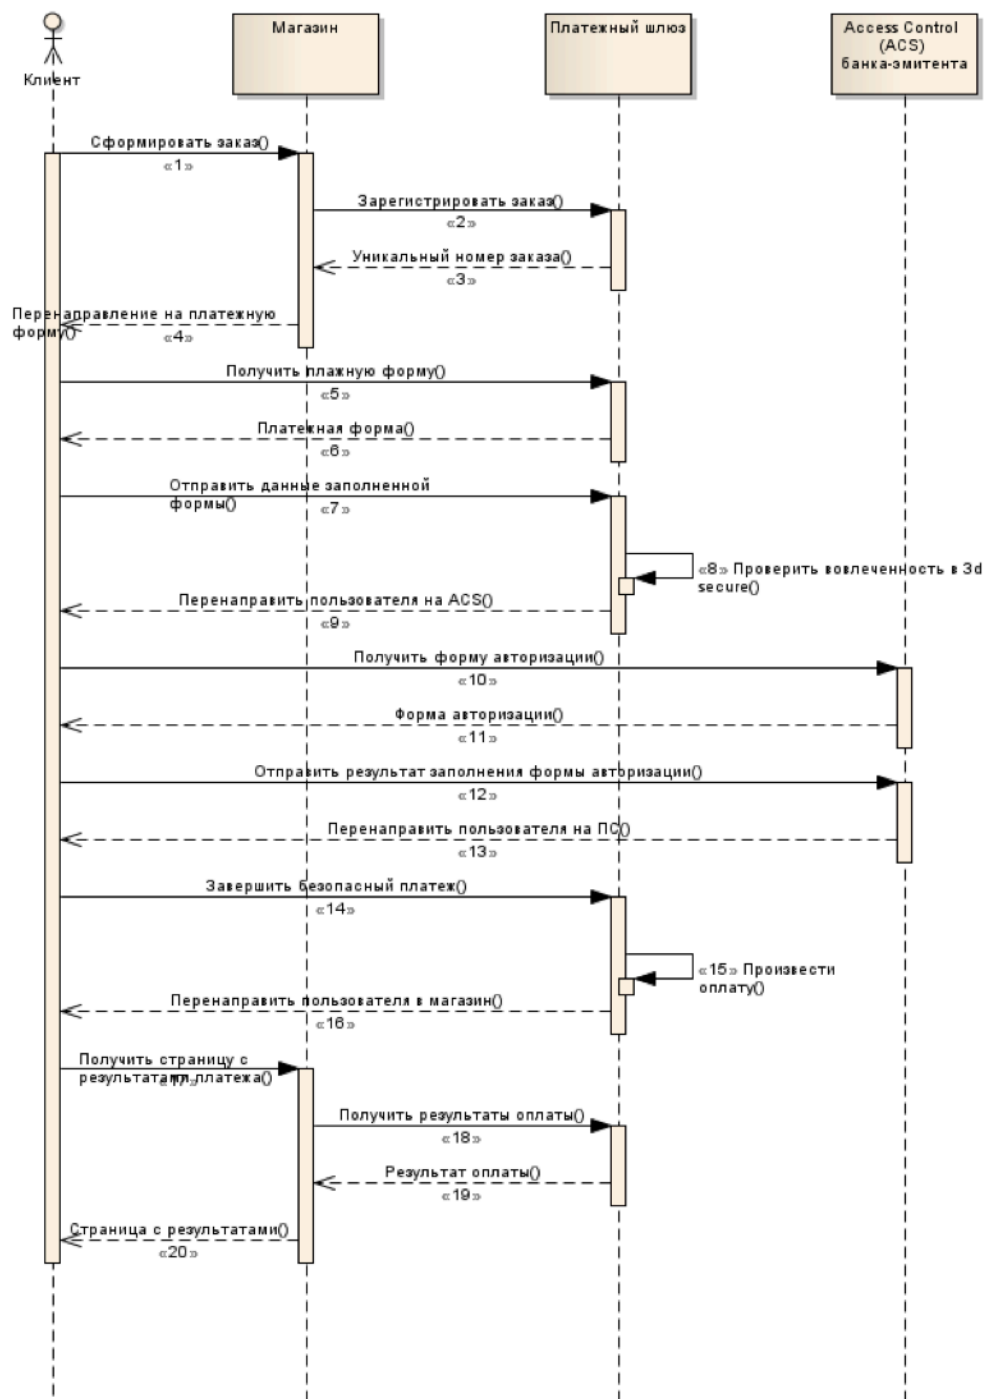 Клиент
Магазин
Платежный шлюз
Access Control
(ACS)
банка-эмитента
Сформировать заказ()
«1»
Зарегистрировать заказ()
«2»
Уникальный номер заказа()
«3»
Перенаправление на платежную
форму()
«4»
Получить плажную форму()
«5»
Платежная форма()
«6»
Отправить данные заполненной
формы()
«7»
«8» Проверить вовлеченность в 3d
secure()
Перенаправить пользователя на ACS()
«9»
Получить форму авторизации()
«10»
Форма авторизации()
«11»
Отправить результат заполнения формы авторизации()
«12»
Перенаправить пользователя на ПС()
«13»
Завершить безопасный платеж()
«14»
«15» Произвести
оплату()
Перенаправить пользователя в магазин()
«16»
Получить страницу с
результатами платежа()
«17»
Получить результаты оплаты()
«18»
Результат оплаты()
«19»
Страница с результатами()
«20»